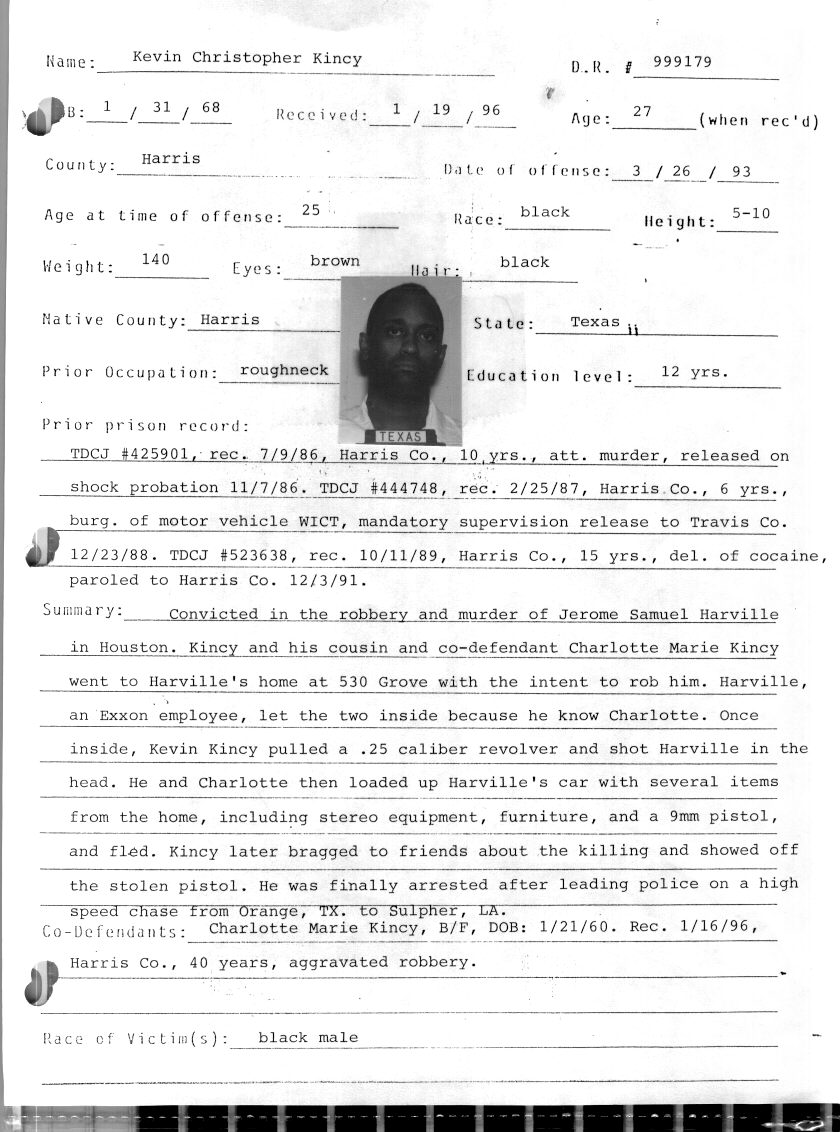 Name: Kevin Christopher Kincy D.R. # 999179
B: 1 / 31 / 68 Received: 1 / 19 / 96 Age: 27 (when rec'd)
County: Harris Date of offense: 3 / 26 / 93
Age at time of offense: 25 Race: black Height: 5-10
Weight: 140 Eyes: brown Hair: black
Native County: Harris State: Texas
Prior Occupation: roughneck Education level: 12 yrs.
TEXAS
Prior prison record:
TDCJ #425901, rec. 7/9/86, Harris Co., 10 yrs., att. murder, released on
shock probation 11/7/86. TDCJ #444748, rec. 2/25/87, Harris Co., 6 yrs.,
burg. of motor vehicle WICT, mandatory supervision release to Travis Co.
12/23/88. TDCJ #523638, rec. 10/11/89, Harris Co., 15 yrs., del. of cocaine,
paroled to Harris Co. 12/3/91.
Summary: Convicted in the robbery and murder of Jerome Samuel Harville
in Houston. Kincy and his cousin and co-defendant Charlotte Marie Kincy
went to Harville's home at 530 Grove with the intent to rob him. Harville,
an Exxon employee, let the two inside because he know Charlotte. Once
inside, Kevin Kincy pulled a .25 caliber revolver and shot Harville in the
head. He and Charlotte then loaded up Harville's car with several items
from the home, including stereo equipment, furniture, and a 9mm pistol,
and fled. Kincy later bragged to friends about the killing and showed off
the stolen pistol. He was finally arrested after leading police on a high
speed chase from Orange, TX. to Sulpher, LA.
Co-Defendants: Charlotte Marie Kincy, B/F, DOB: 1/21/60. Rec. 1/16/96,
Harris Co., 40 years, aggravated robbery.
Race of Victim(s): black male